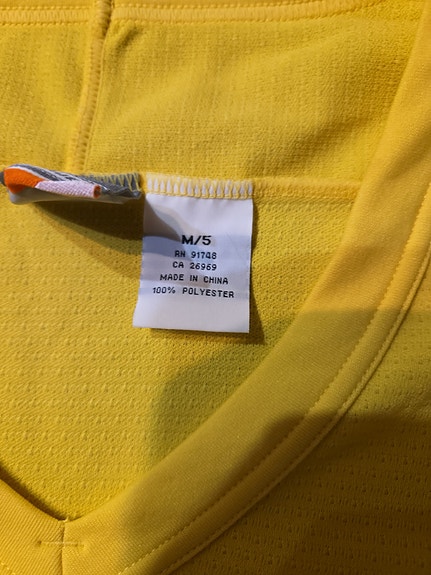 M/5
RN 91748
CA 26969
MADE IN CHINA
100% POLYESTER